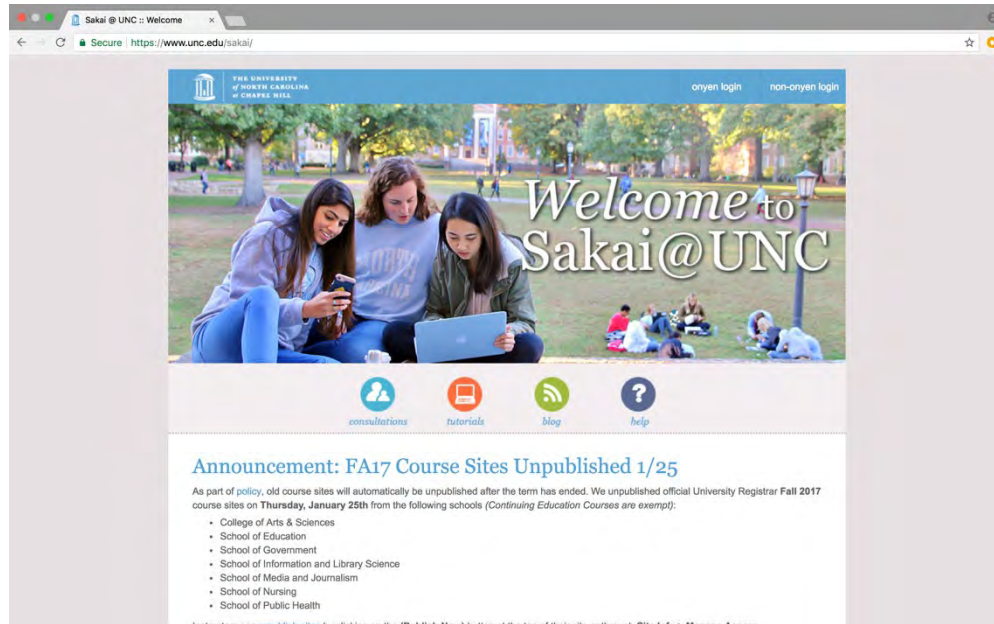 Sakai @ UNC :: Welcome
Secure https://www.unc.edu/sakai/
THE UNIVERSITY
of NORTH CAROLINA
at CHAPEL HILL
onyen login non-onyen login
Welcome to
Sakai@UNC
NORTH
CAROLINA
consultations tutorials blog help
Announcement: FA17 Course Sites Unpublished 1/25
As part of policy, old course sites will automatically be unpublished after the term has ended. We unpublished official University Registrar Fall 2017
course sites on Thursday, January 25th from the following schools (Continuing Education Courses are exempt):
• College of Arts & Sciences
• School of Education
• School of Government
• School of Information and Library Science
• School of Media and Journalism
• School of Nursing
• School of Public Health